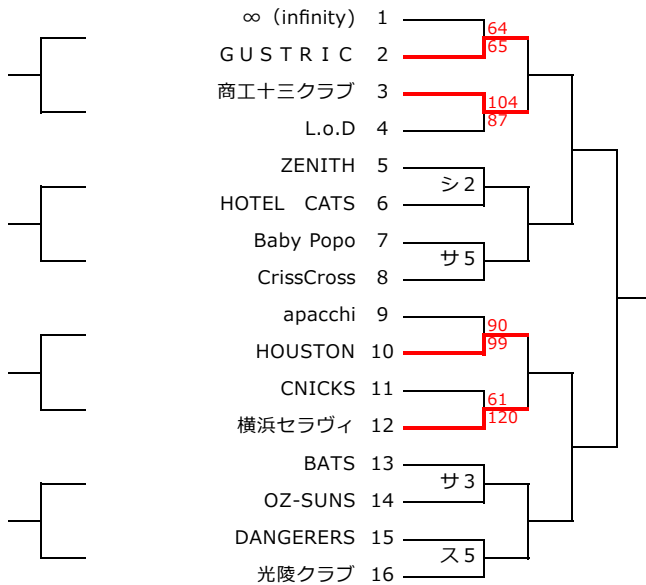 ∞（infinity) 1
64
65
ＧＵＳＴＲＩＣ 2
商工十三クラブ 3
104
87
L.o.D 4
ZENITH 5
シ２
HOTEL　CATS 6
Baby Popo 7
サ５
CrissCross 8
apacchi 9
90
99
HOUSTON 10
CNICKS 11
61
120
横浜セラヴィ 12
BATS 13
サ３
OZ-SUNS 14
DANGERERS 15
ス５
光陵クラブ 16